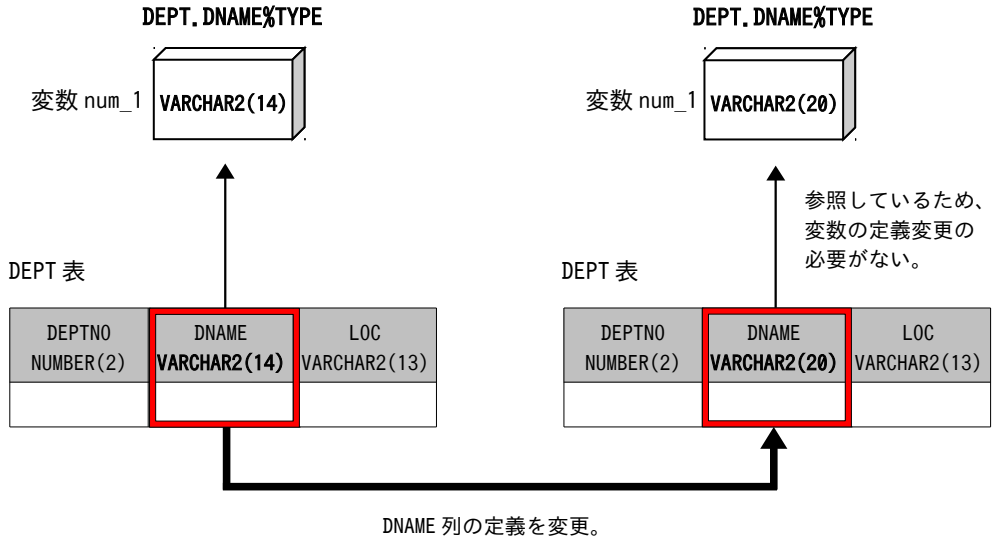 DEPT.DNAME%TYPE
変数 num_1
VARCHAR2(14)
DEPT 表
DEPTNO
NUMBER(2)
DNAME
VARCHAR2(14)
LOC
VARCHAR2(13)
DEPT.DNAME%TYPE
変数 num_1
VARCHAR2(20)
参照しているため、
変数の定義変更の
必要がない。
DEPT 表
DEPTNO
NUMBER(2)
DNAME
VARCHAR2(20)
LOC
VARCHAR2(13)
DNAME 列の定義を変更。